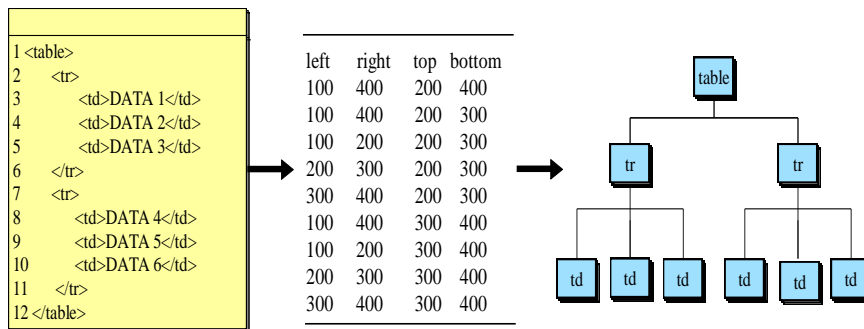 1 <table>
2 <tr>
3 <td>DATA 1</td>
4 <td>DATA 2</td>
5 <td>DATA 3</td>
6 </tr>
7 <tr>
8 <td>DATA 4</td>
9 <td>DATA 5</td>
10 <td>DATA 6</td>
11 </tr>
12 </table>
left right top bottom
100 400 200 400
100 400 200 300
100 200 200 300
200 300 200 300
300 400 200 300
100 400 300 400
100 200 300 400
200 300 300 400
300 400 300 400
table
tr tr
td td td td td td